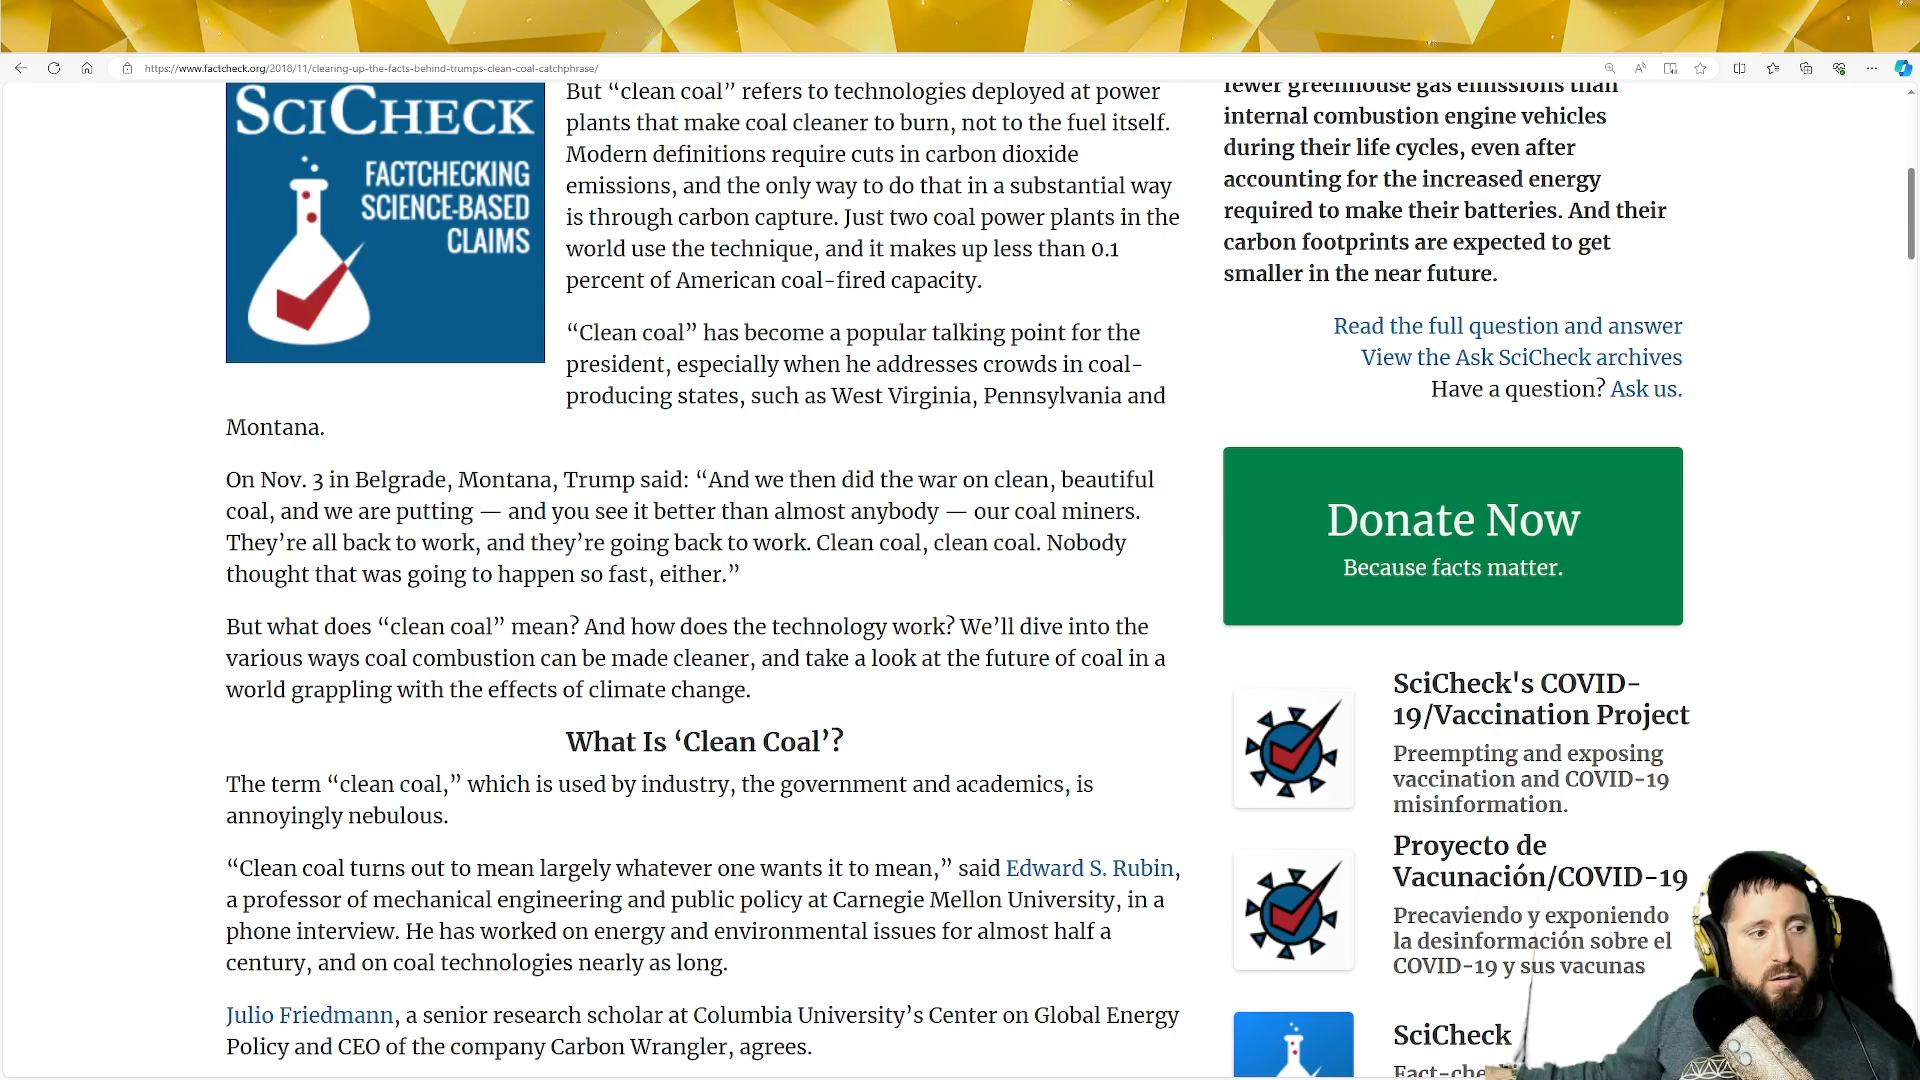 https://www.factcheck.org/2018/11/clearing-up-the-facts-behind-trumps-clean-coal-catchphrase/
SCICHECK
FACTCHECKING
SCIENCE-BASED
CLAIMS
But “clean coal” refers to technologies deployed at power
plants that make coal cleaner to burn, not to the fuel itself.
Modern definitions require cuts in carbon dioxide
emissions, and the only way to do that in a substantial way
is through carbon capture. Just two coal power plants in the
world use the technique, and it makes up less than 0.1
percent of American coal-fired capacity.
“Clean coal” has become a popular talking point for the
president, especially when he addresses crowds in coal-
producing states, such as West Virginia, Pennsylvania and
Montana.
On Nov. 3 in Belgrade, Montana, Trump said: “And we then did the war on clean, beautiful
coal, and we are putting — and you see it better than almost anybody — our coal miners.
They’re all back to work, and they’re going back to work. Clean coal, clean coal. Nobody
thought that was going to happen so fast, either.”
But what does “clean coal” mean? And how does the technology work? We’ll dive into the
various ways coal combustion can be made cleaner, and take a look at the future of coal in a
world grappling with the effects of climate change.
What Is ‘Clean Coal’?
The term “clean coal,” which is used by industry, the government and academics, is
annoyingly nebulous.
“Clean coal turns out to mean largely whatever one wants it to mean,” said Edward S. Rubin,
a professor of mechanical engineering and public policy at Carnegie Mellon University, in a
phone interview. He has worked on energy and environmental issues for almost half a
century, and on coal technologies nearly as long.
Julio Friedmann, a senior research scholar at Columbia University’s Center on Global Energy
Policy and CEO of the company Carbon Wrangler, agrees.
fewer greenhouse gas emissions than
internal combustion engine vehicles
during their life cycles, even after
accounting for the increased energy
required to make their batteries. And their
carbon footprints are expected to get
smaller in the near future.
Read the full question and answer
View the Ask SciCheck archives
Have a question? Ask us.
Donate Now
Because facts matter.
SciCheck's COVID-
19/Vaccination Project
Preempting and exposing
vaccination and COVID-19
misinformation.
Proyecto de
Vacunación/COVID-19
Precaviendo y exponiendo
la desinformación sobre el
COVID-19 y sus vacunas
SciCheck